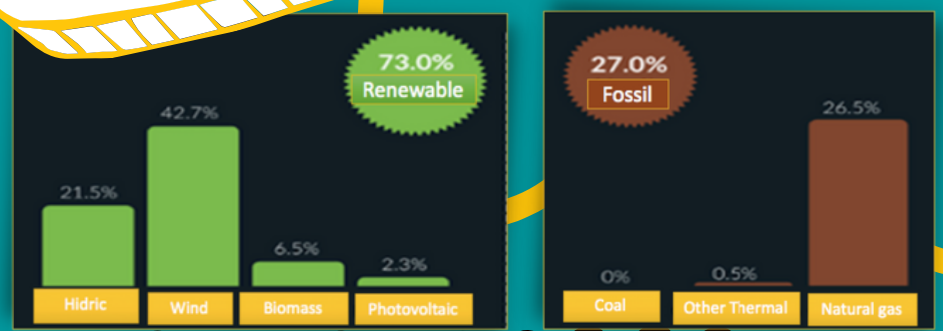 73.0%
Renewable
42.7%
21.5%
6.5%
2.3%
Hidric
Wind
Biomass
Photovoltaic
27.0%
Fossil
26.5%
0%
0.5%
Coal
Other Thermal
Natural gas